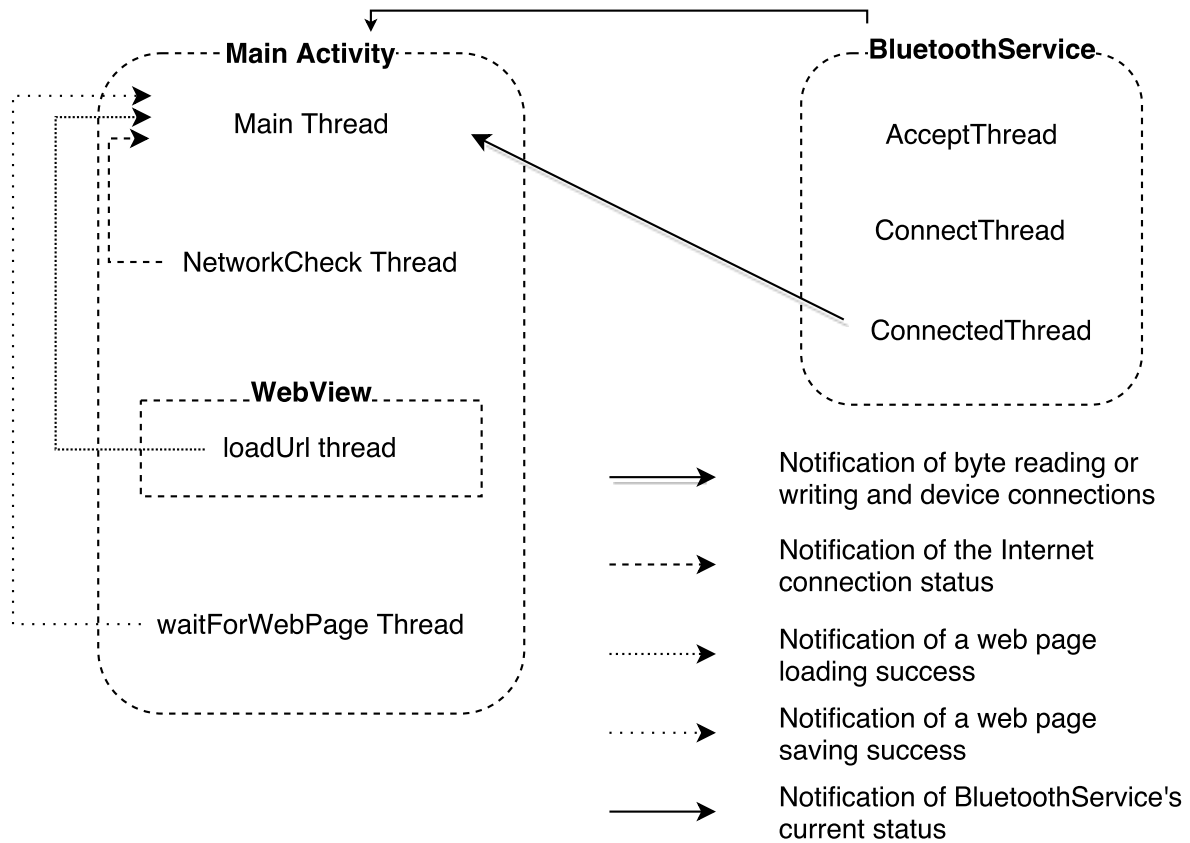 Main Activity
Main Thread
NetworkCheck Thread
WebView
loadUrl thread
waitForWebPage Thread
BluetoothService
AcceptThread
ConnectThread
ConnectedThread
Notification of byte reading or
writing and device connections
Notification of the Internet
connection status
Notification of a web page
loading success
Notification of a web page
saving success
Notification of BluetoothService's
current status